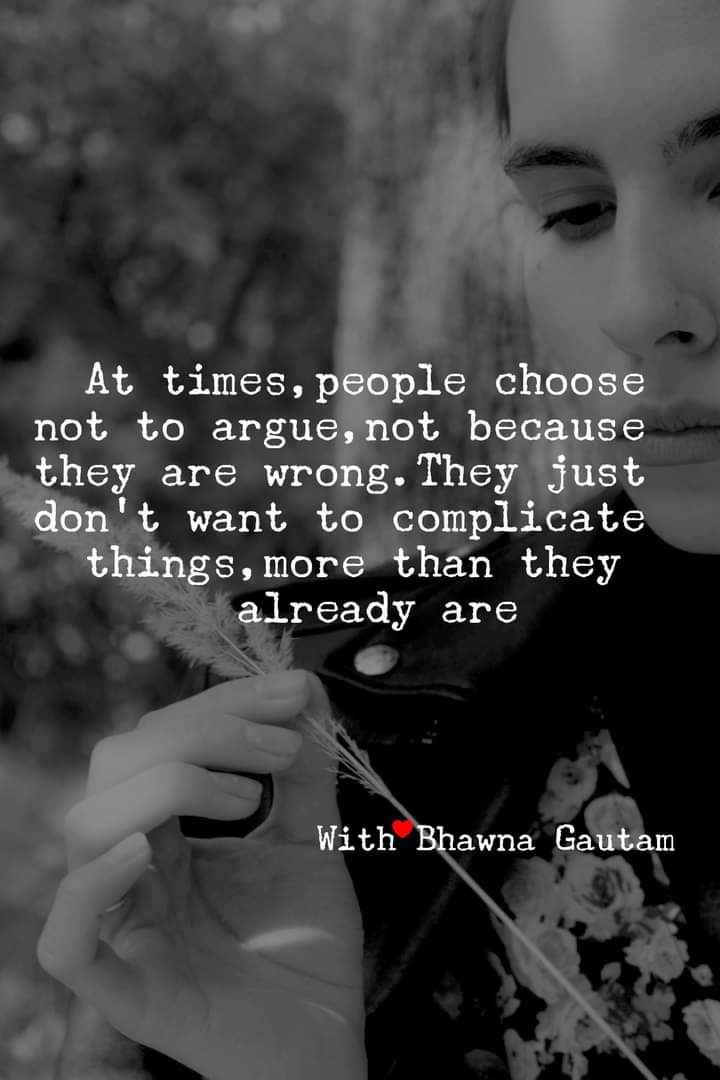 At times,people choose
not to argue,not because
they are wrong.They just
don't want to complicate
things,more than they
already are
With❤Bhawna Gautam